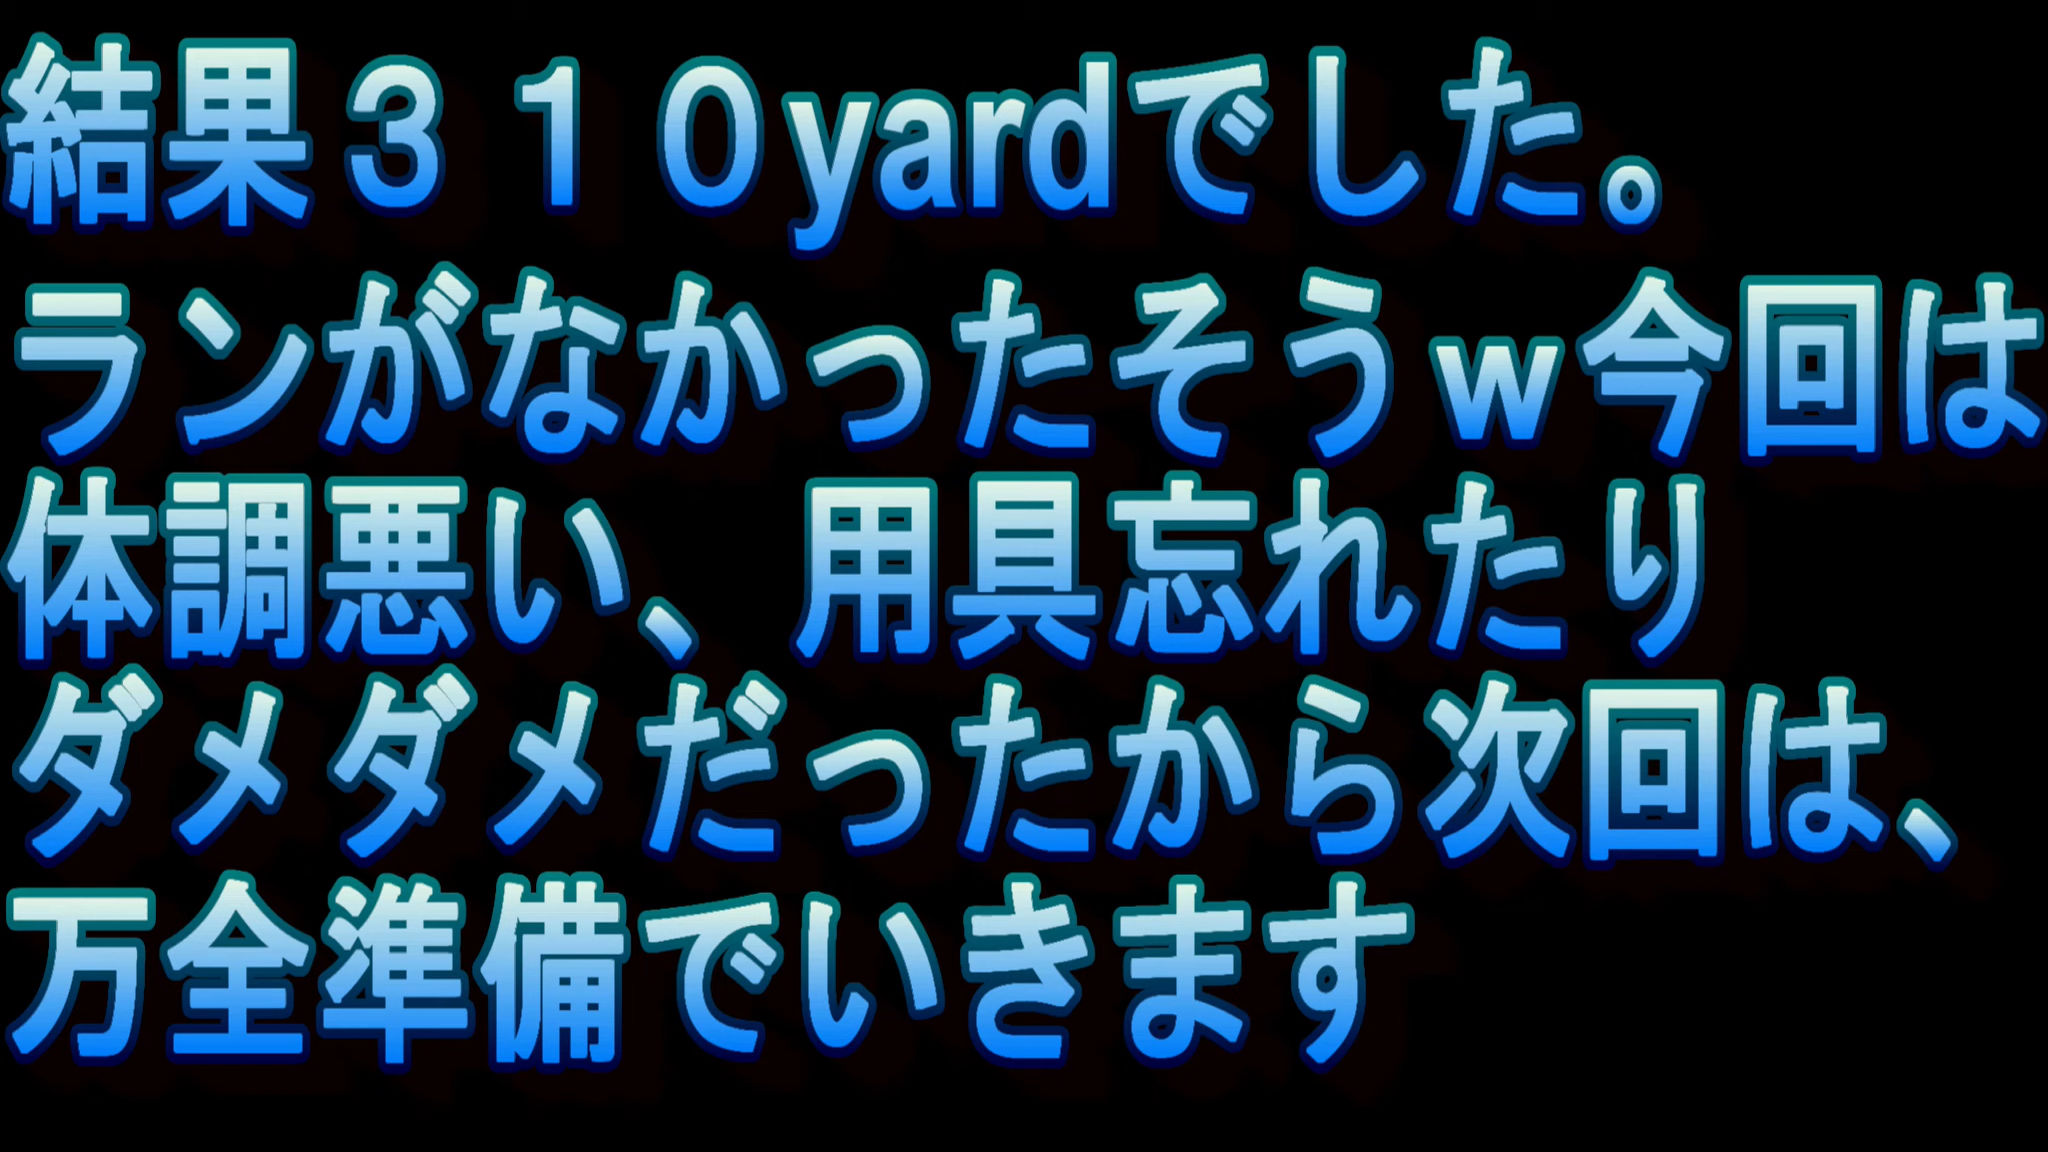 結果３１０yardでした。
ランがなかったそうｗ今回は
体調悪い、用具忘れたり
ダメダメだったから次回は、
万全準備でいきます